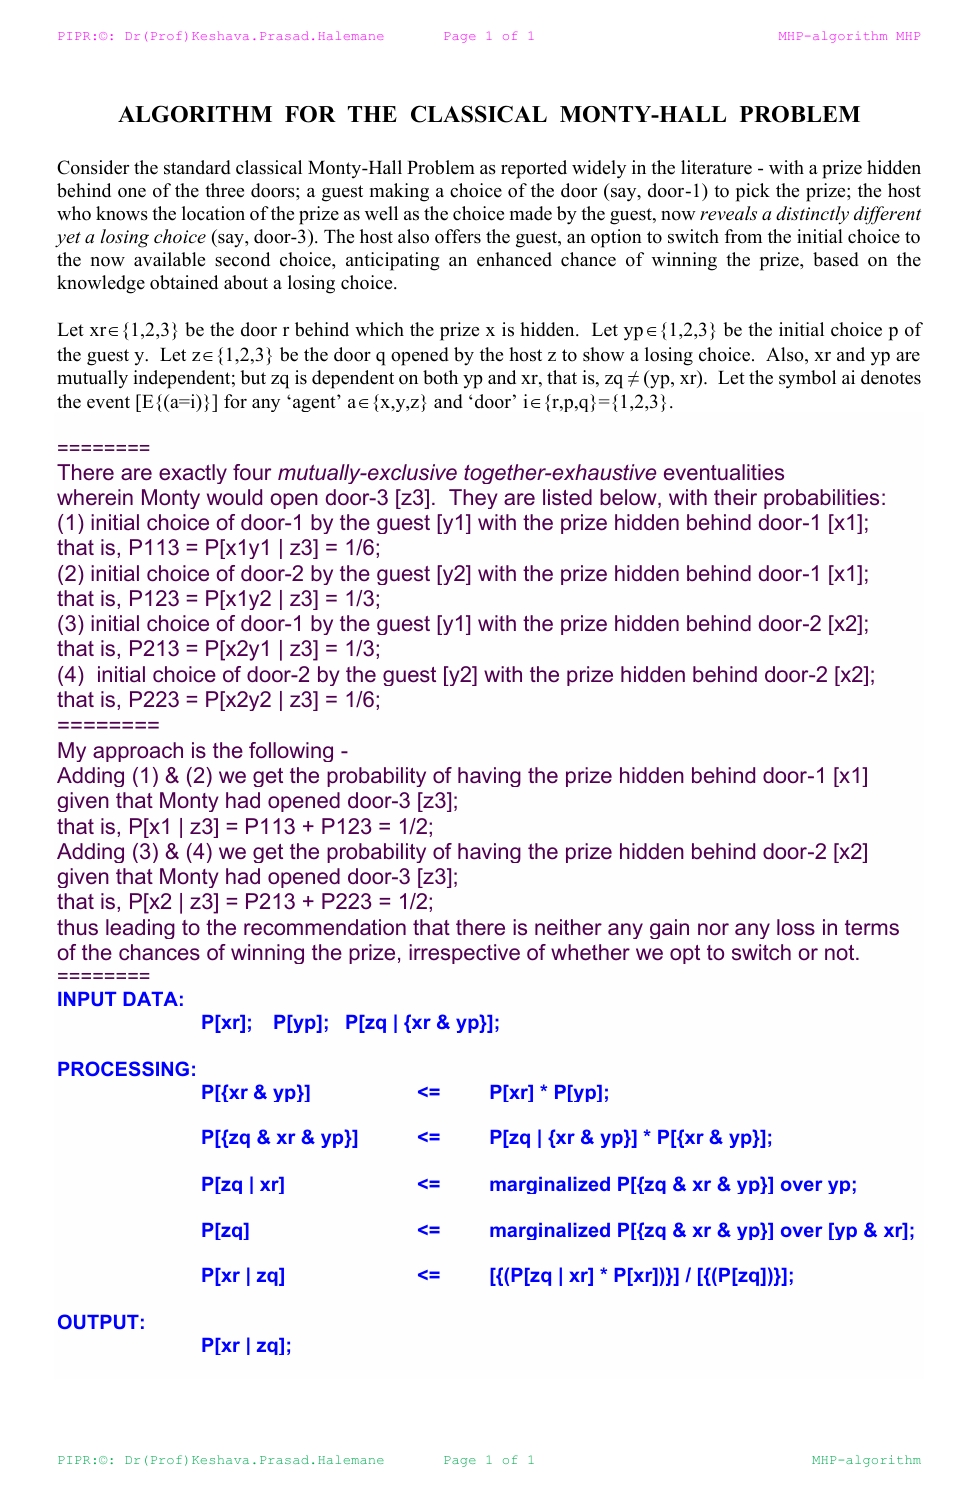 PIPR:©: Dr(Prof)Keshava.Prasad.Halemane Page 1 of 1 MHP-algorithm MHP
ALGORITHM FOR THE CLASSICAL MONTY-HALL PROBLEM
Consider the standard classical Monty-Hall Problem as reported widely in the literature - with a prize hidden
behind one of the three doors; a guest making a choice of the door (say, door-1) to pick the prize; the host
who knows the location of the prize as well as the choice made by the guest, now reveals a distinctly different
yet a losing choice (say, door-3). The host also offers the guest, an option to switch from the initial choice to
the now available second choice, anticipating an enhanced chance of winning the prize, based on the
knowledge obtained about a losing choice.
Let xr∈{1,2,3} be the door r behind which the prize x is hidden. Let yp∈{1,2,3} be the initial choice p of
the guest y. Let z∈{1,2,3} be the door q opened by the host z to show a losing choice. Also, xr and yp are
mutually independent; but zq is dependent on both yp and xr, that is, zq ≠ (yp, xr). Let the symbol ai denotes
the event [E{(a=i)}] for any ‘agent’ a∈{x,y,z} and ‘door’ i∈{r,p,q}={1,2,3}.
========
There are exactly four mutually-exclusive together-exhaustive eventualities
wherein Monty would open door-3 [z3]. They are listed below, with their probabilities:
(1) initial choice of door-1 by the guest [y1] with the prize hidden behind door-1 [x1];
that is, P113 = P[x1y1 | z3] = 1/6;
(2) initial choice of door-2 by the guest [y2] with the prize hidden behind door-1 [x1];
that is, P123 = P[x1y2 | z3] = 1/3;
(3) initial choice of door-1 by the guest [y1] with the prize hidden behind door-2 [x2];
that is, P213 = P[x2y1 | z3] = 1/3;
(4) initial choice of door-2 by the guest [y2] with the prize hidden behind door-2 [x2];
that is, P223 = P[x2y2 | z3] = 1/6;
========
My approach is the following -
Adding (1) & (2) we get the probability of having the prize hidden behind door-1 [x1]
given that Monty had opened door-3 [z3];
that is, P[x1 | z3] = P113 + P123 = 1/2;
Adding (3) & (4) we get the probability of having the prize hidden behind door-2 [x2]
given that Monty had opened door-3 [z3];
that is, P[x2 | z3] = P213 + P223 = 1/2;
thus leading to the recommendation that there is neither any gain nor any loss in terms
of the chances of winning the prize, irrespective of whether we opt to switch or not.
========
INPUT DATA:
P[xr]; P[yp]; P[zq | {xr & yp}];
PROCESSING:
P[{xr & yp}] <= P[xr] * P[yp];
P[{zq & xr & yp}] <= P[zq | {xr & yp}] * P[{xr & yp}];
P[zq | xr] <= marginalized P[{zq & xr & yp}] over yp;
P[zq] <= marginalized P[{zq & xr & yp}] over [yp & xr];
P[xr | zq] <= [{(P[zq | xr] * P[xr])}] / [{(P[zq])}];
OUTPUT:
P[xr | zq];
PIPR:©: Dr(Prof)Keshava.Prasad.Halemane Page 1 of 1 MHP-algorithm